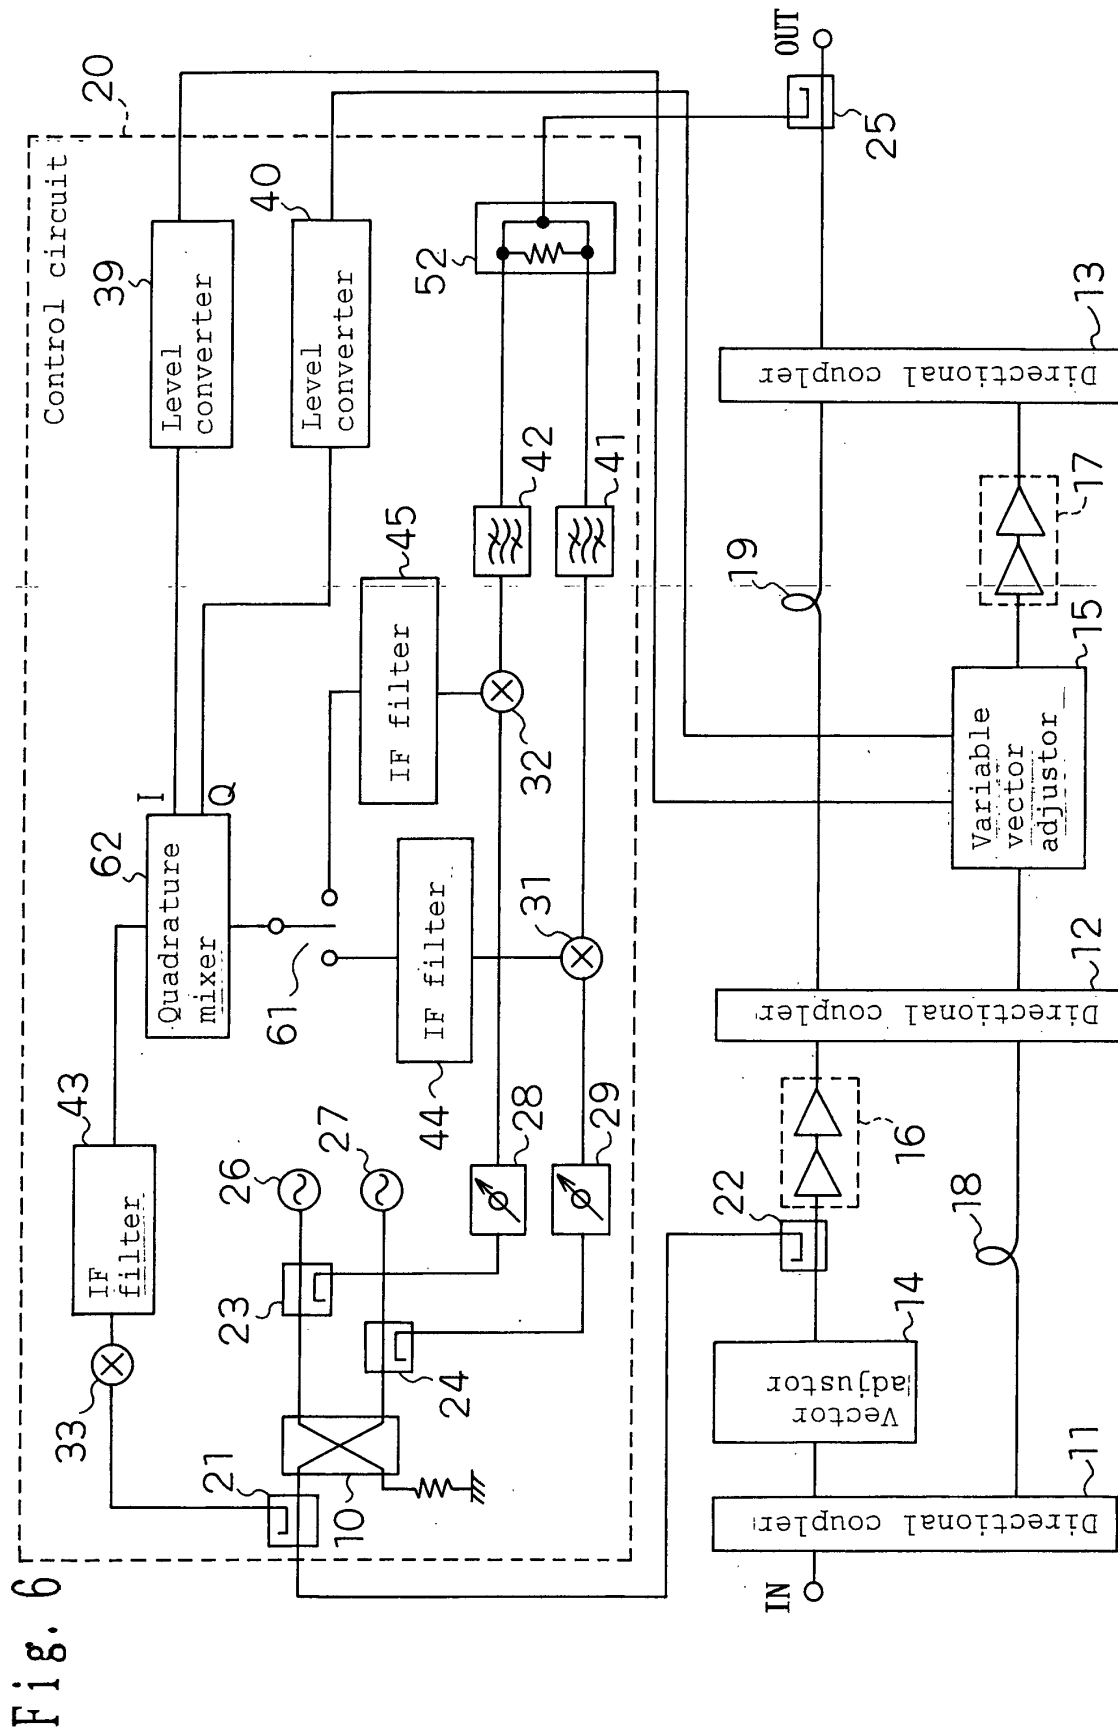 Fig. 6
Control circuit
20
33
43
IF
filter
62
Quadrature
mixer
I
Q
39
Level
converter
40
Level
converter
21
10
23
24
26
27
61
45
IF filter
44
IF filter
28
29
32
31
42
41
52
IN
11
Directional coupler
14
Vector
adjustor
22
16
18
12
Directional coupler
15
Variable
vector
adjustor
19
17
13
Directional coupler
25
OUT